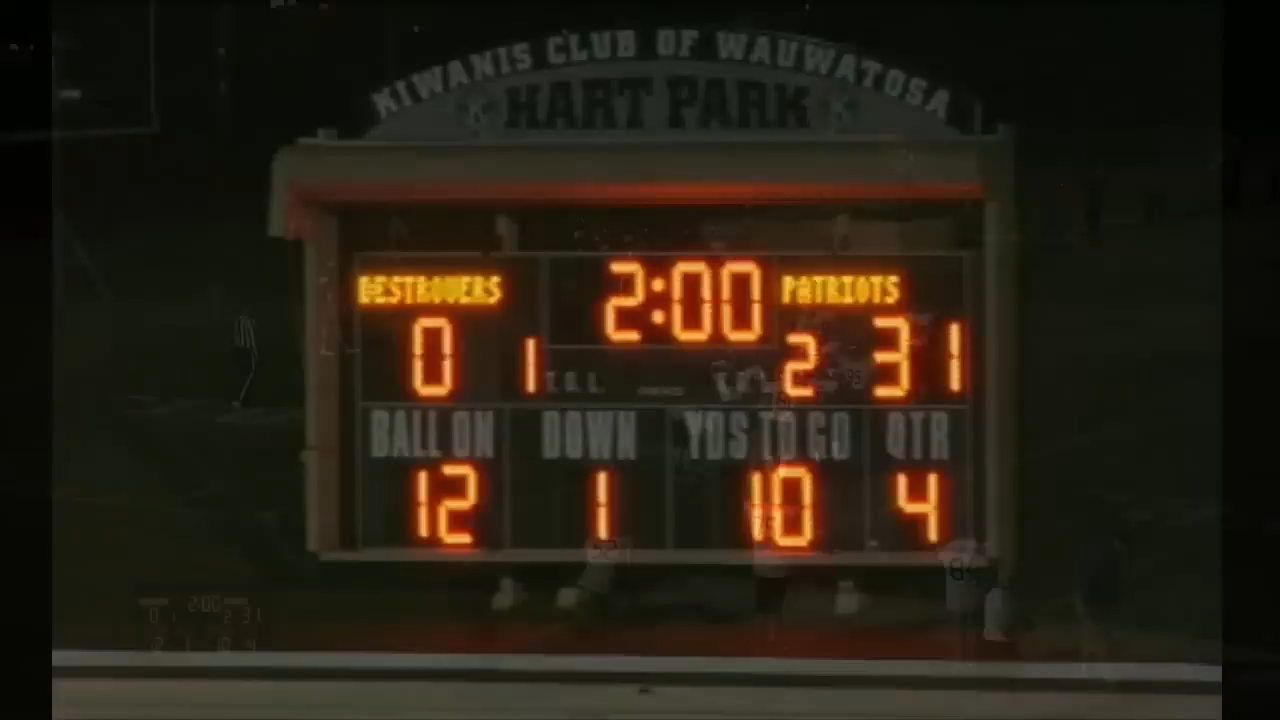 KIWANIS CLUB OF WAUWATOSA
HART PARK
DESTROYERS 2:00 PATRIOTS
0 1 T.O.L. 2 31
BALL ON DOWN YDS TO GO QTR
12 1 10 4